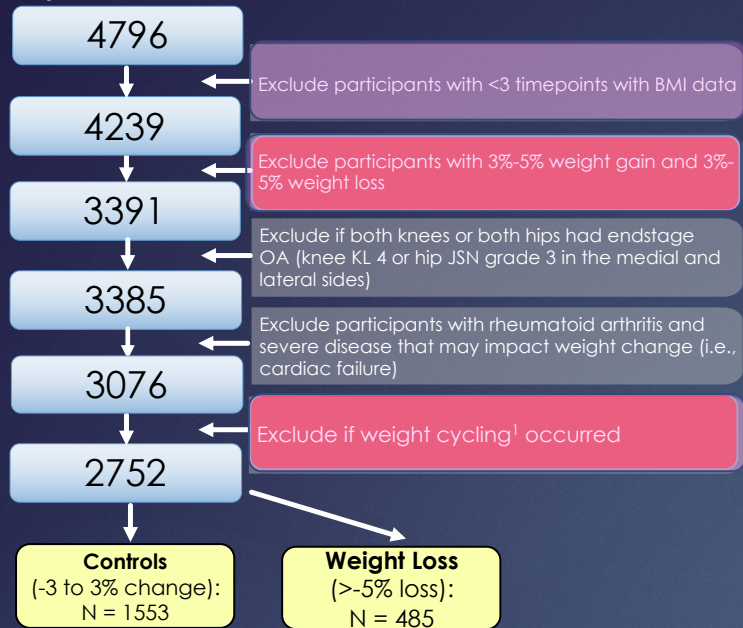 4796
Exclude participants with <3 timepoints with BMI data
4239
Exclude participants with 3%-5% weight gain and 3%-
5% weight loss
3391
Exclude if both knees or both hips had endstage
OA (knee KL 4 or hip JSN grade 3 in the medial and
lateral sides)
3385
Exclude participants with rheumatoid arthritis and
severe disease that may impact weight change (i.e.,
cardiac failure)
3076
Exclude if weight cycling¹ occurred
2752
Controls
(-3 to 3% change):
N = 1553
Weight Loss
(>-5% loss):
N = 485